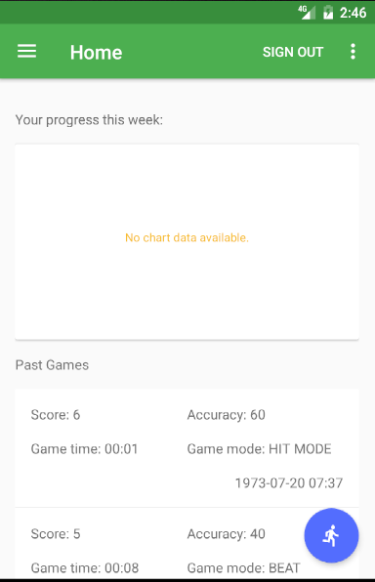 4G 2:46
Home SIGN OUT
Your progress this week:
No chart data available.
Past Games
Score: 6 Accuracy: 60
Game time: 00:01 Game mode: HIT MODE
1973-07-20 07:37
Score: 5 Accuracy: 40
Game time: 00:08 Game mode: BEAT